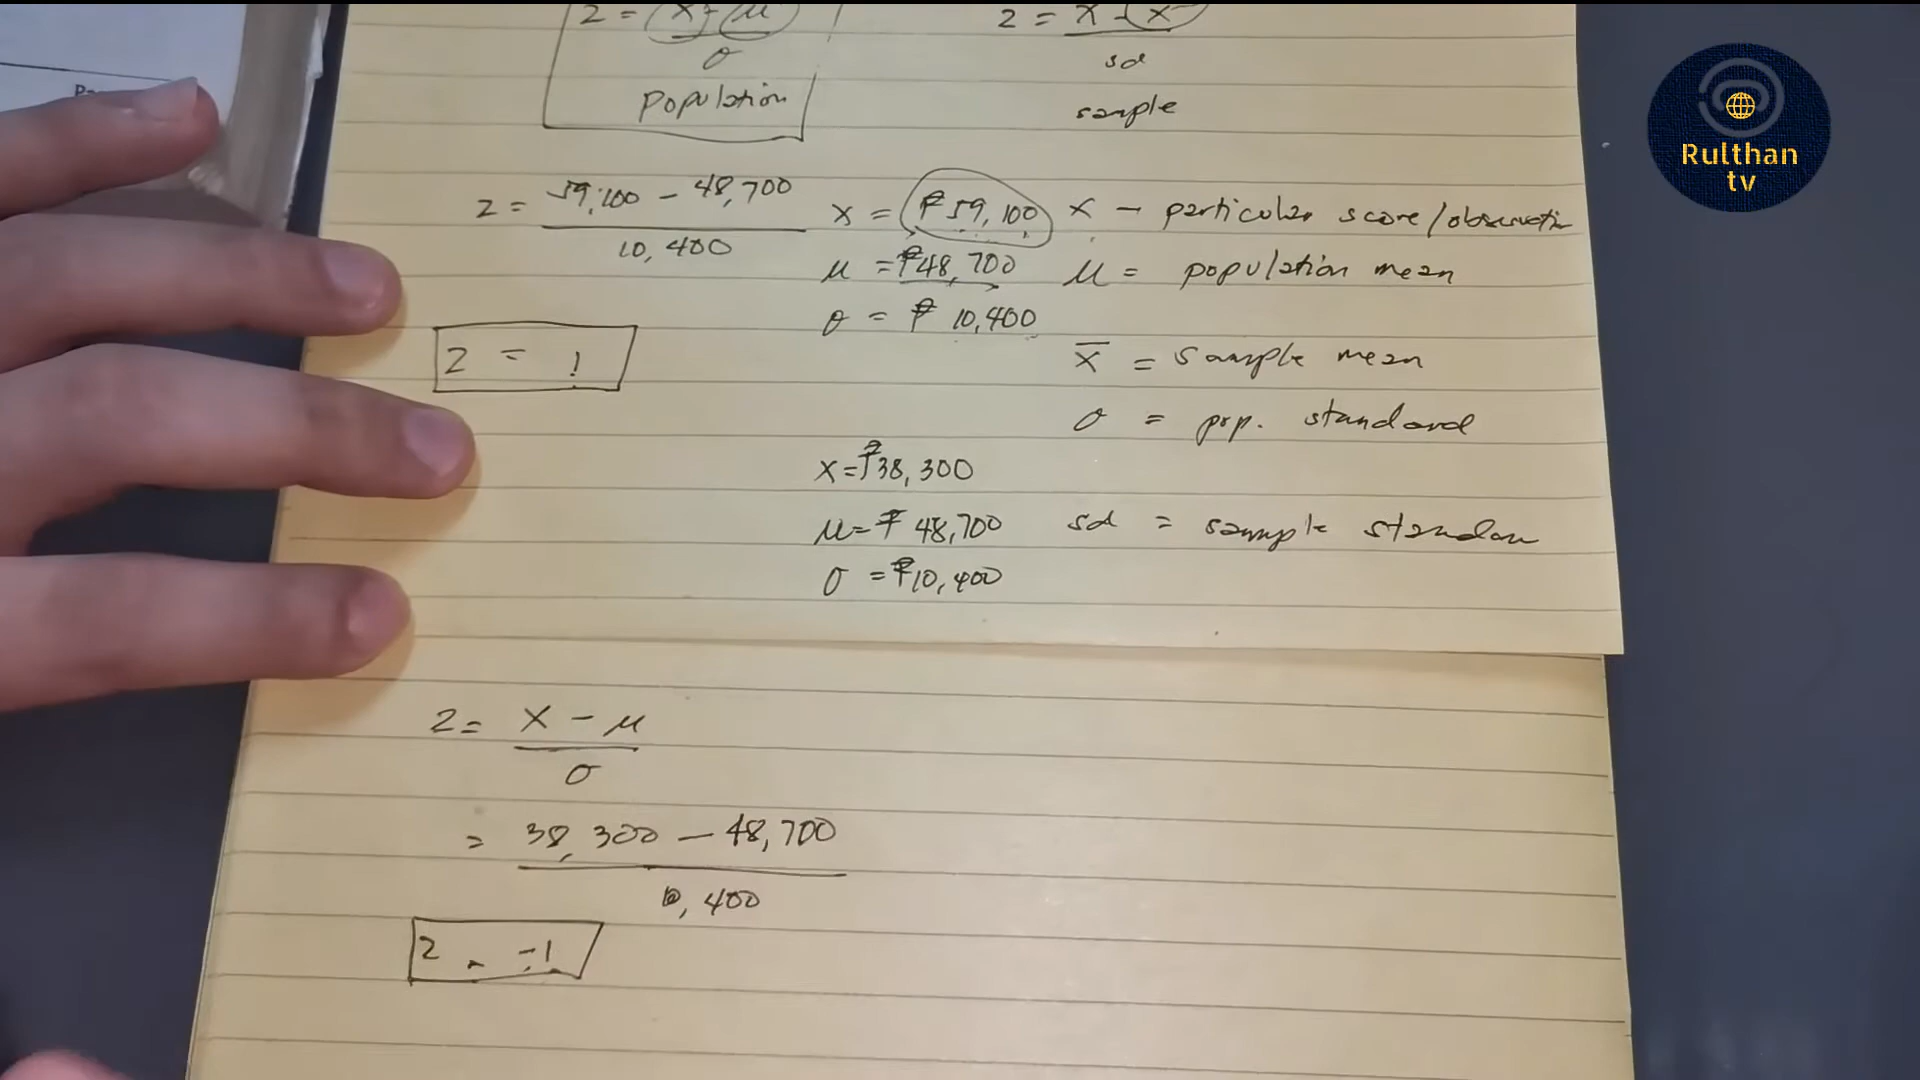 z = x - μ
σ
population
z = x - x̄
sd
sample
z = 59,100 - 48,700
10,400
z = 1
x = ₱59,100
μ = ₱48,700
σ = ₱ 10,400
x - particular score/observation
μ = population mean
x̄ = sample mean
σ = pop. standard
sd = sample standard
x = ₱38,300
μ = ₱ 48,700
σ = ₱10,400
z = x - μ
σ
= 38,300 - 48,700
10,400
z = -1
Rulthan
tv